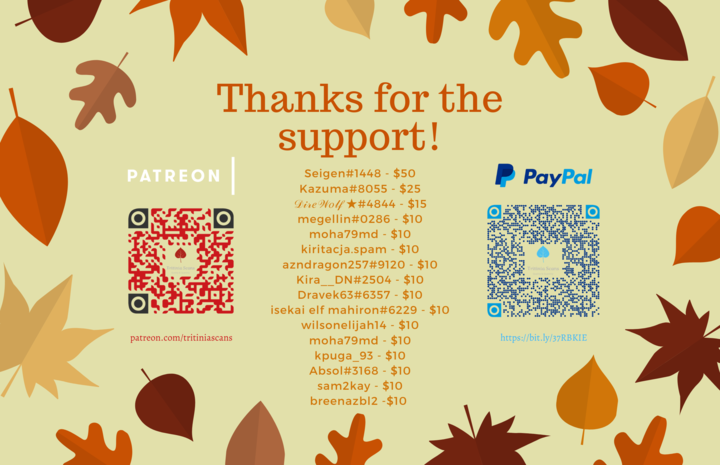 Thanks for the
support!
PATREON
Seigen#1448 - $50
Kazuma#8055 - $25
𝒟𝒾𝓇𝑒𝒲𝑜𝓁𝒻 ★#4844 - $15
megellin#0286 - $10
moha79md - $10
kiritacja.spam - $10
azndragon257#9120 - $10
Kira__DN#2504 - $10
Dravek63#6357 - $10
isekai elf mahiron#6229 - $10
wilsonelijah14 - $10
moha79md - $10
kpuga_93 - $10
Absol#3168 - $10
sam2kay - $10
breenazbl2 -$10
patreon.com/tritiniascans
PayPal
https://bit.ly/37RBKIE